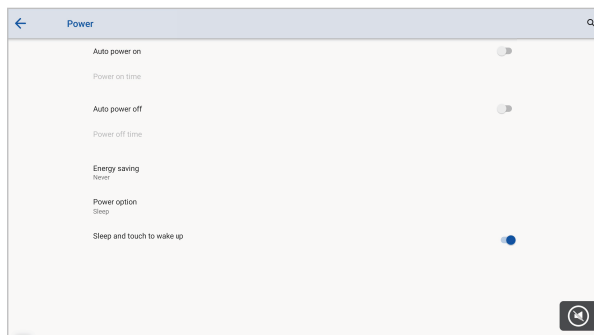 Power
Auto power on
Power on time
Auto power off
Power off time
Energy saving
Never
Power option
Sleep
Sleep and touch to wake up